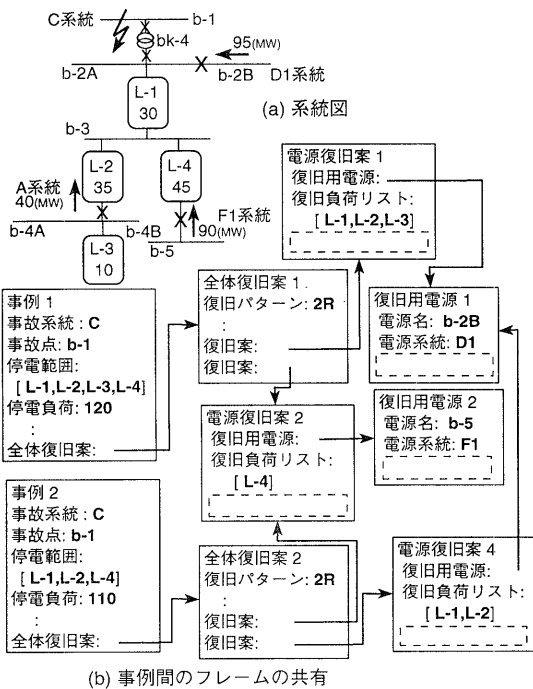 C系統
b-1
bk-4
95(MW)
b-2A
b-2B
D1系統
L-1
30
(a) 系統図
b-3
L-2
35
L-4
45
A系統
40(MW)
F1系統
90(MW)
b-4A
b-4B
b-5
L-3
10
電源復旧案 1
復旧用電源:
復旧負荷リスト:
[ L-1,L-2,L-3]
事例 1
事故系統 : C
事故点: b-1
停電範囲:
[ L-1,L-2,L-3,L-4]
停電負荷: 120
:
全体復旧案:
全体復旧案 1
復旧パターン: 2R
:
復旧案:
復旧案:
復旧用電源 1
電源名: b-2B
電源系統: D1
電源復旧案 2
復旧用電源:
復旧負荷リスト:
[ L-4]
復旧用電源 2
電源名: b-5
電源系統: F1
事例 2
事故系統 : C
事故点: b-1
停電範囲:
[ L-1,L-2,L-4]
停電負荷: 110
:
全体復旧案:
全体復旧案 2
復旧パターン: 2R
:
復旧案:
復旧案:
電源復旧案 4
復旧用電源:
復旧負荷リスト:
[ L-1,L-2]
(b) 事例間のフレームの共有